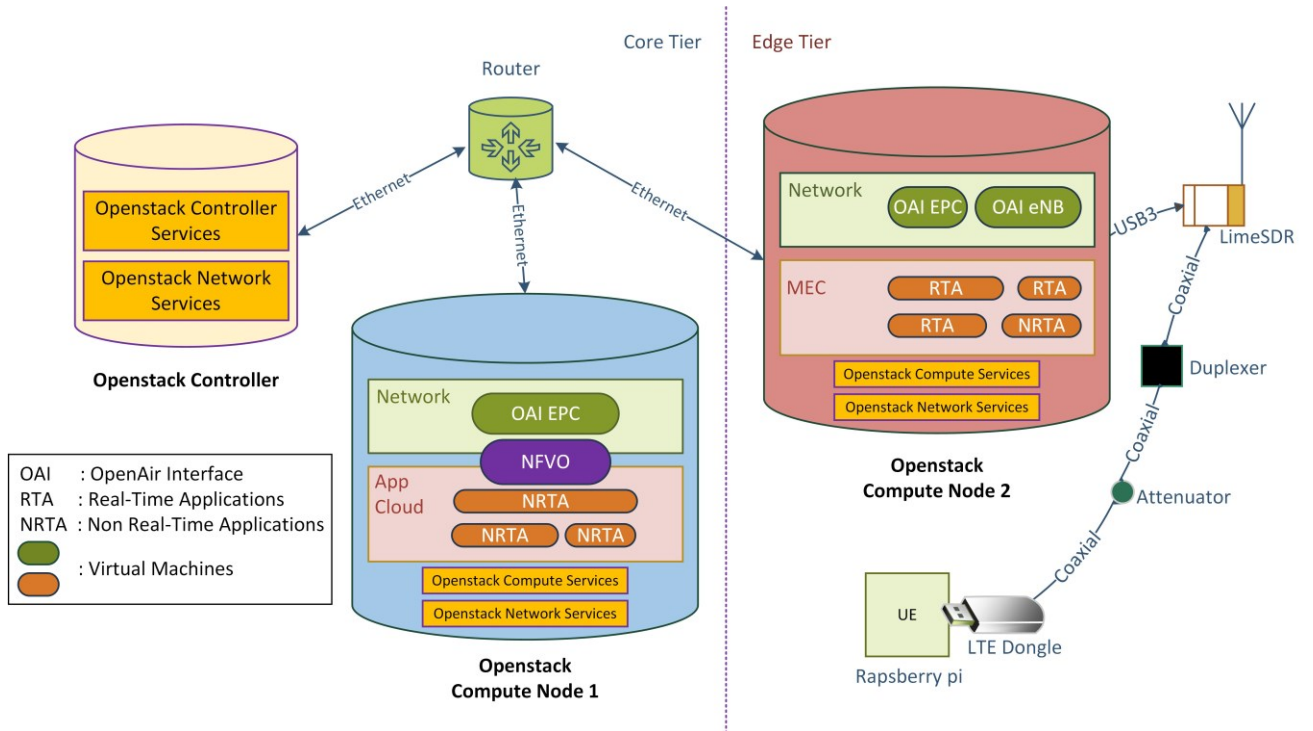 Core Tier
Edge Tier
Router
Ethernet
Ethernet
Ethernet
Openstack Controller
Services
Openstack Network
Services
Openstack Controller
Network
OAI EPC
NFVO
App
Cloud
NRTA
NRTA
NRTA
Openstack Compute Services
Openstack Network Services
Openstack
Compute Node 1
OAI : OpenAir Interface
RTA : Real-Time Applications
NRTA : Non Real-Time Applications
: Virtual Machines
Network
OAI EPC
OAI eNB
MEC
RTA
RTA
RTA
NRTA
Openstack Compute Services
Openstack Network Services
Openstack
Compute Node 2
USB3
LimeSDR
Coaxial
Duplexer
Coaxial
Attenuator
Coaxial
UE
LTE Dongle
Rapsberry pi